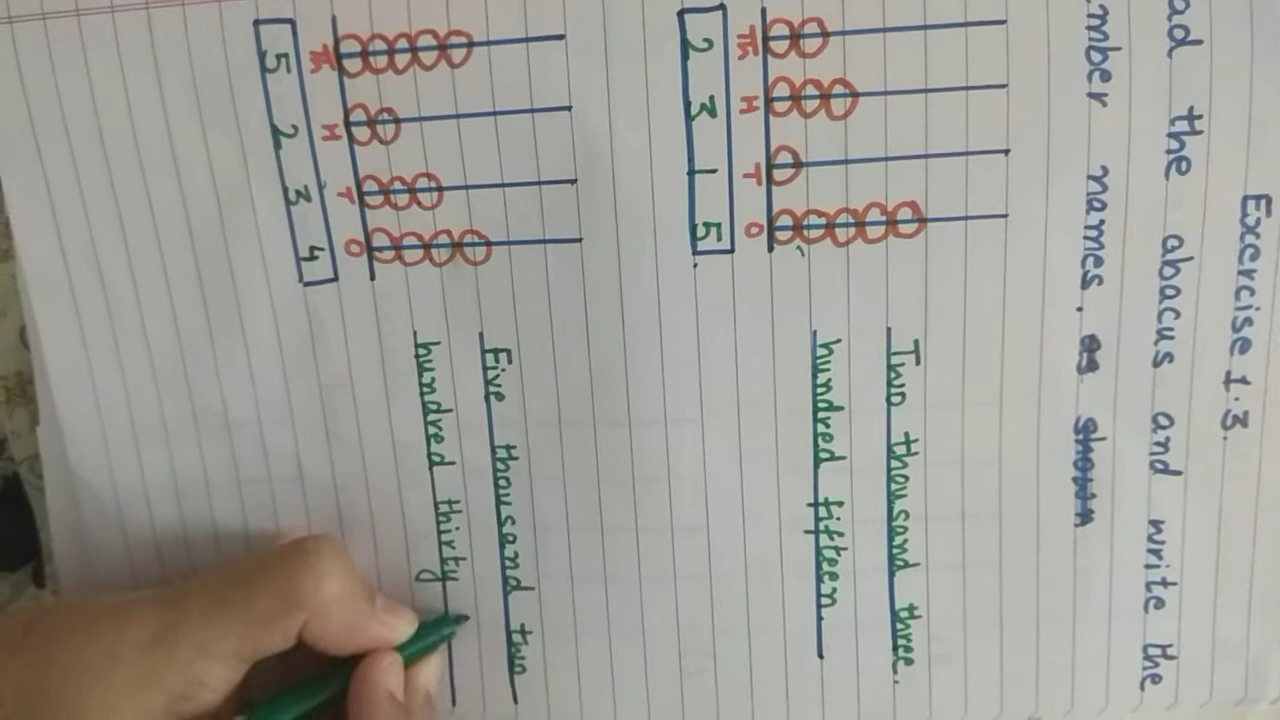 Exercise 1.3.
ad the abacus and write the
mber names, as shown
Th H T O
2 3 1 5
Two thousand three
hundred fifteen.
Th H T O
5 2 3 4
Five thousand two
hundred thirty